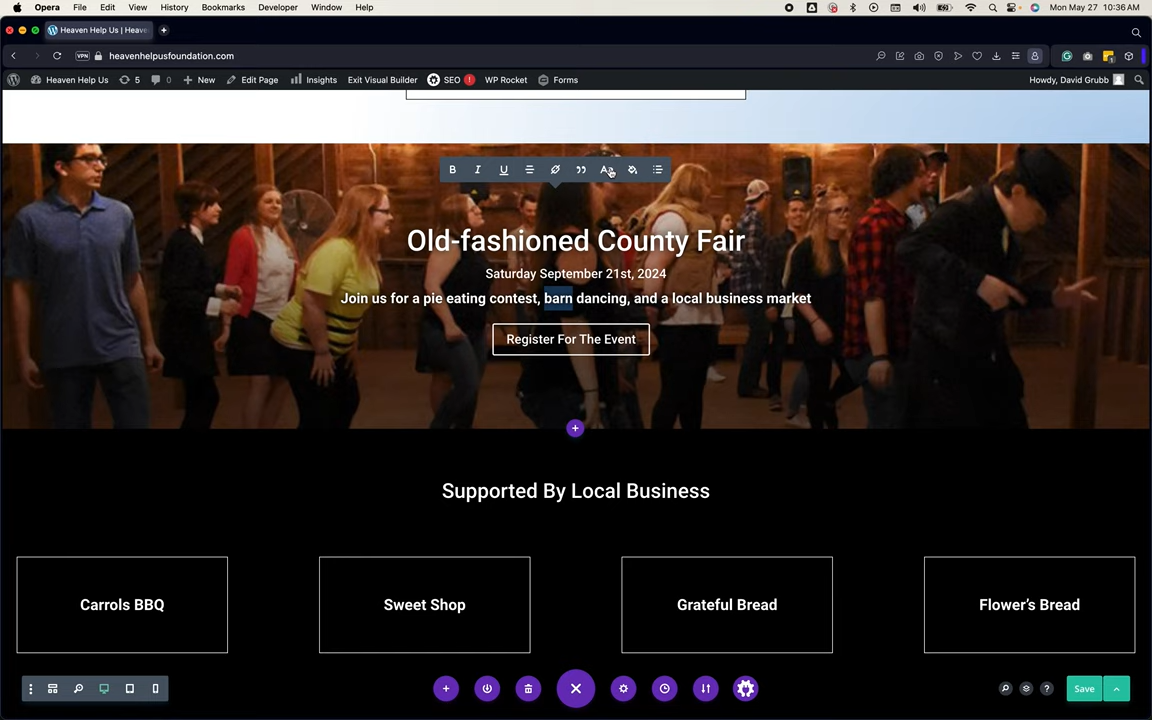 Opera File Edit View History Bookmarks Developer Window Help Mon May 27 10:36 AM
Heaven Help Us | Heave
VPN heavenhelpusfoundation.com
Heaven Help Us 5 0 New Edit Page Insights Exit Visual Builder SEO ! WP Rocket Forms Howdy, David Grubb
B I U Aa
Old-fashioned County Fair
Saturday September 21st, 2024
Join us for a pie eating contest, barn dancing, and a local business market
Register For The Event
Supported By Local Business
Carrols BBQ Sweet Shop Grateful Bread Flower’s Bread
? Save